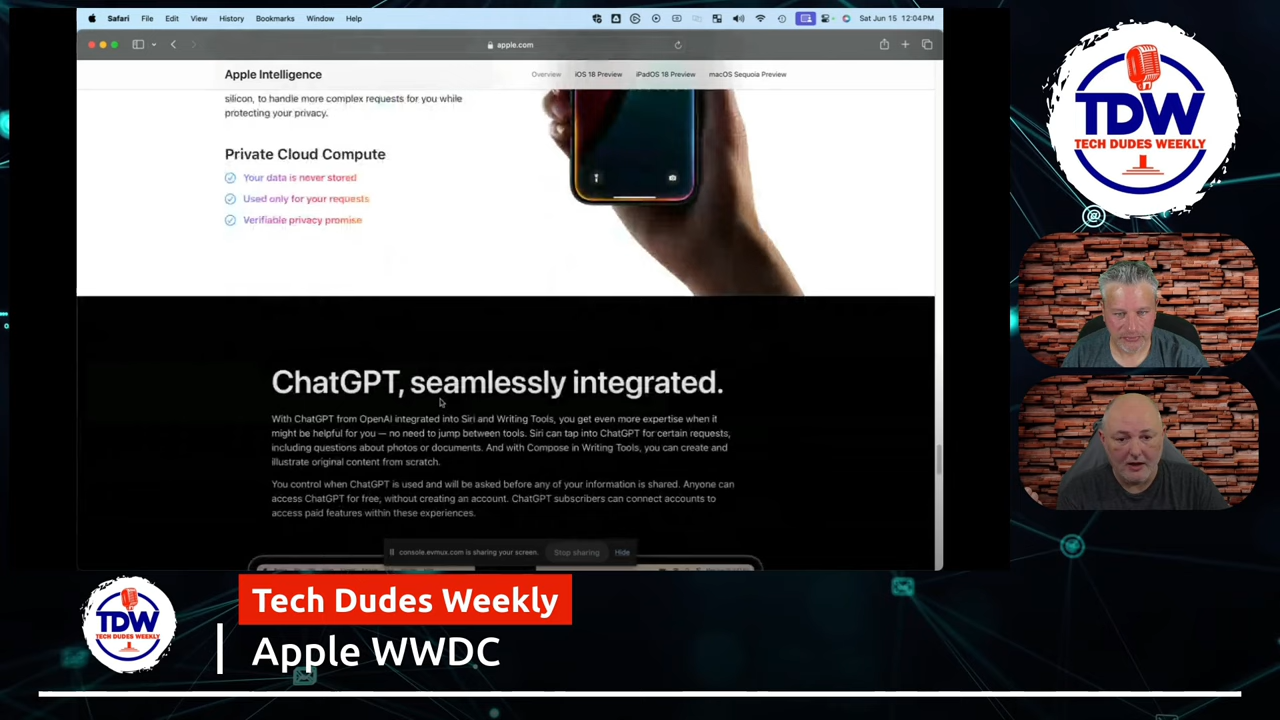 Safari File Edit View History Bookmarks Window Help
Sat Jun 15 12:04 PM
apple.com
Apple Intelligence
Overview iOS 18 Preview iPadOS 18 Preview macOS Sequoia Preview
silicon, to handle more complex requests for you while
protecting your privacy.
Private Cloud Compute
Your data is never stored
Used only for your requests
Verifiable privacy promise
ChatGPT, seamlessly integrated.
With ChatGPT from OpenAI integrated into Siri and Writing Tools, you get even more expertise when it
might be helpful for you — no need to jump between tools. Siri can tap into ChatGPT for certain requests,
including questions about photos or documents. And with Compose in Writing Tools, you can create and
illustrate original content from scratch.
You control when ChatGPT is used and will be asked before any of your information is shared. Anyone can
access ChatGPT for free, without creating an account. ChatGPT subscribers can connect accounts to
access paid features within these experiences.
console.evmux.com is sharing your screen. Stop sharing Hide
TDW
TECH DUDES WEEKLY
TDW
TECH DUDES WEEKLY
Tech Dudes Weekly
Apple WWDC